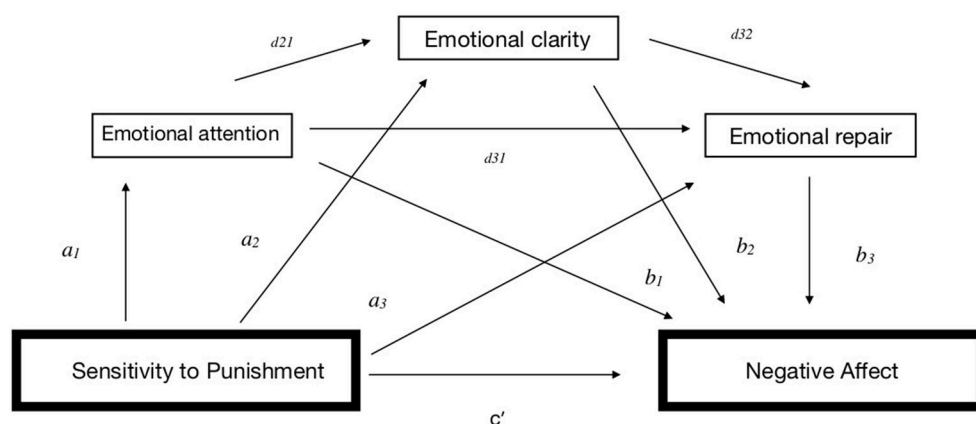 Emotional clarity
d21
d32
Emotional attention
Emotional repair
d31
a1
a2
a3
b1
b2
b3
Sensitivity to Punishment
Negative Affect
c′